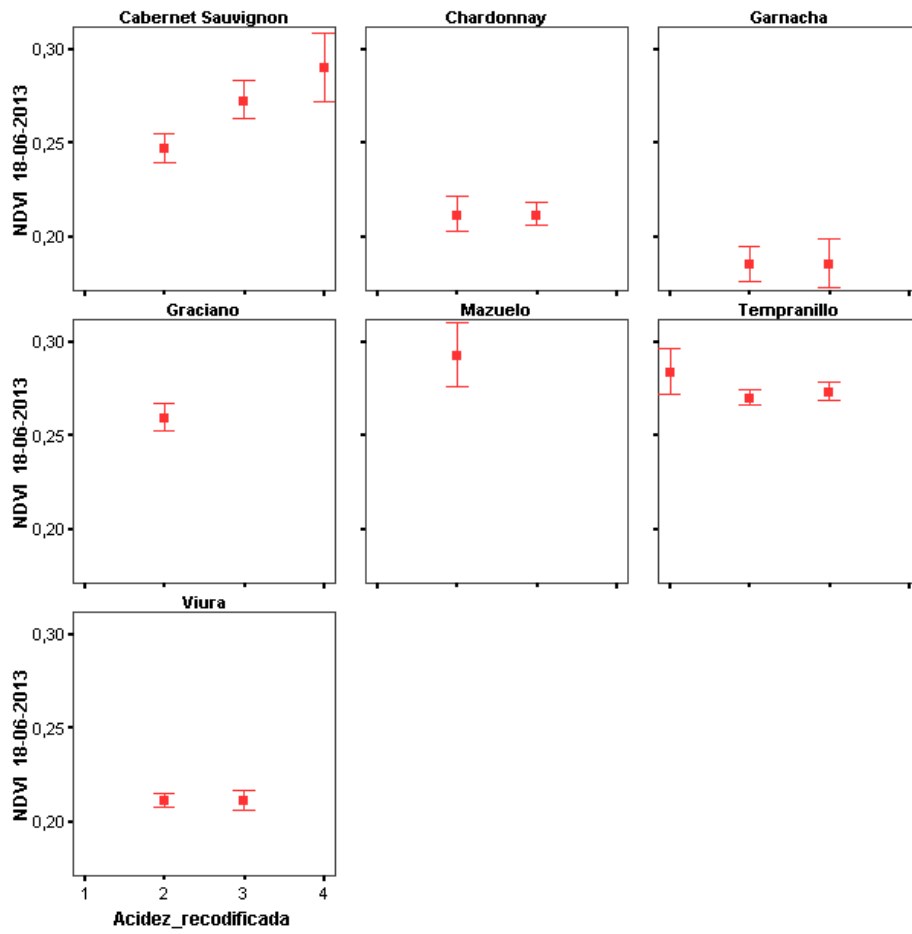 Cabernet Sauvignon
Chardonnay
Garnacha
0,30
0,25
0,20
NDVI 18-06-2013
Graciano
Mazuelo
Tempranillo
0,30
0,25
0,20
NDVI 18-06-2013
Viura
0,30
0,25
0,20
NDVI 18-06-2013
1 2 3 4
Acidez_recodificada